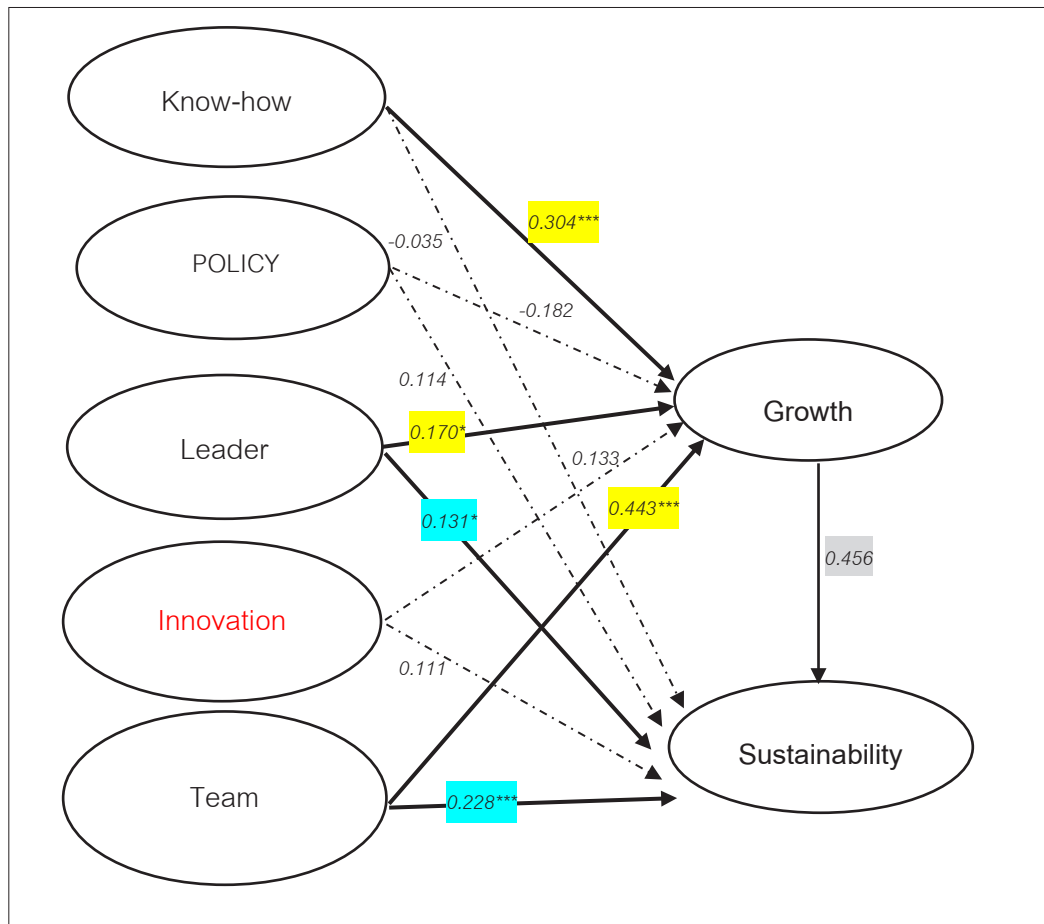 Know-how
0.304***
-0.035
POLICY
-0.182
0.114
Growth
Leader
0.170*
0.133
0.443***
0.131*
0.456
Innovation
0.111
Sustainability
Team
0.228***